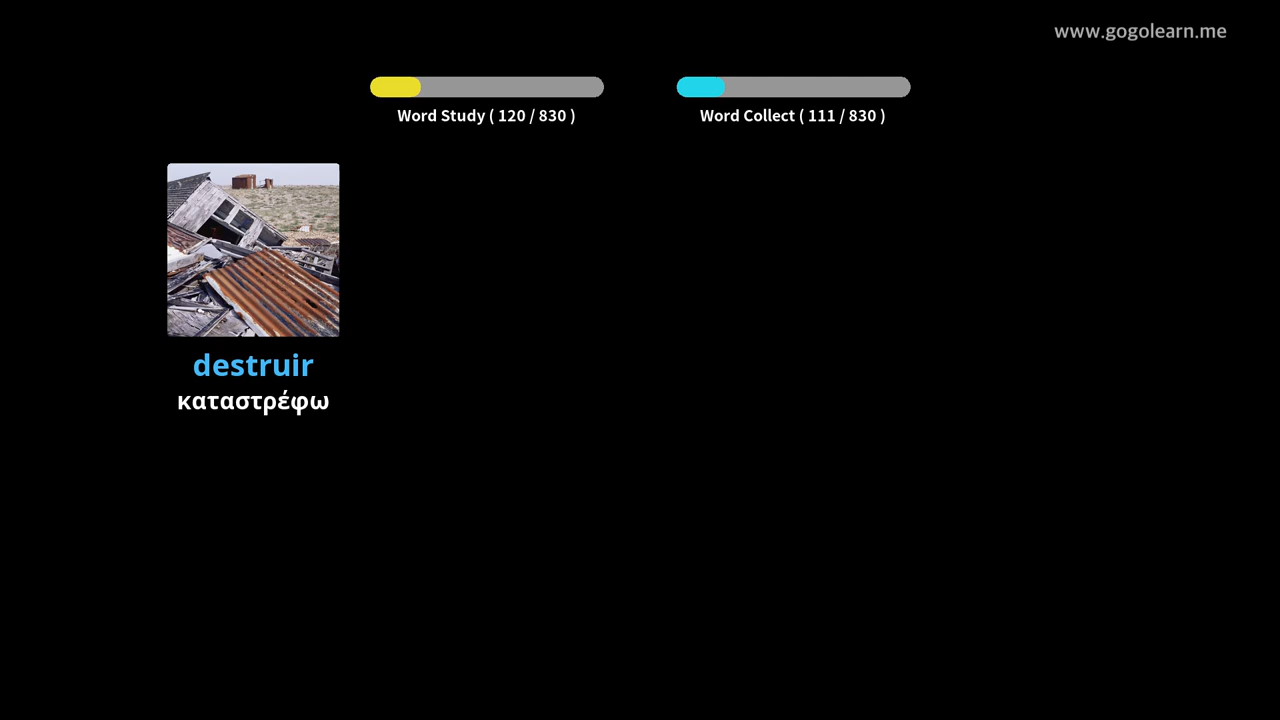 www.gogolearn.me
Word Study ( 120 / 830 )
Word Collect ( 111 / 830 )
destruir
καταστρέφω